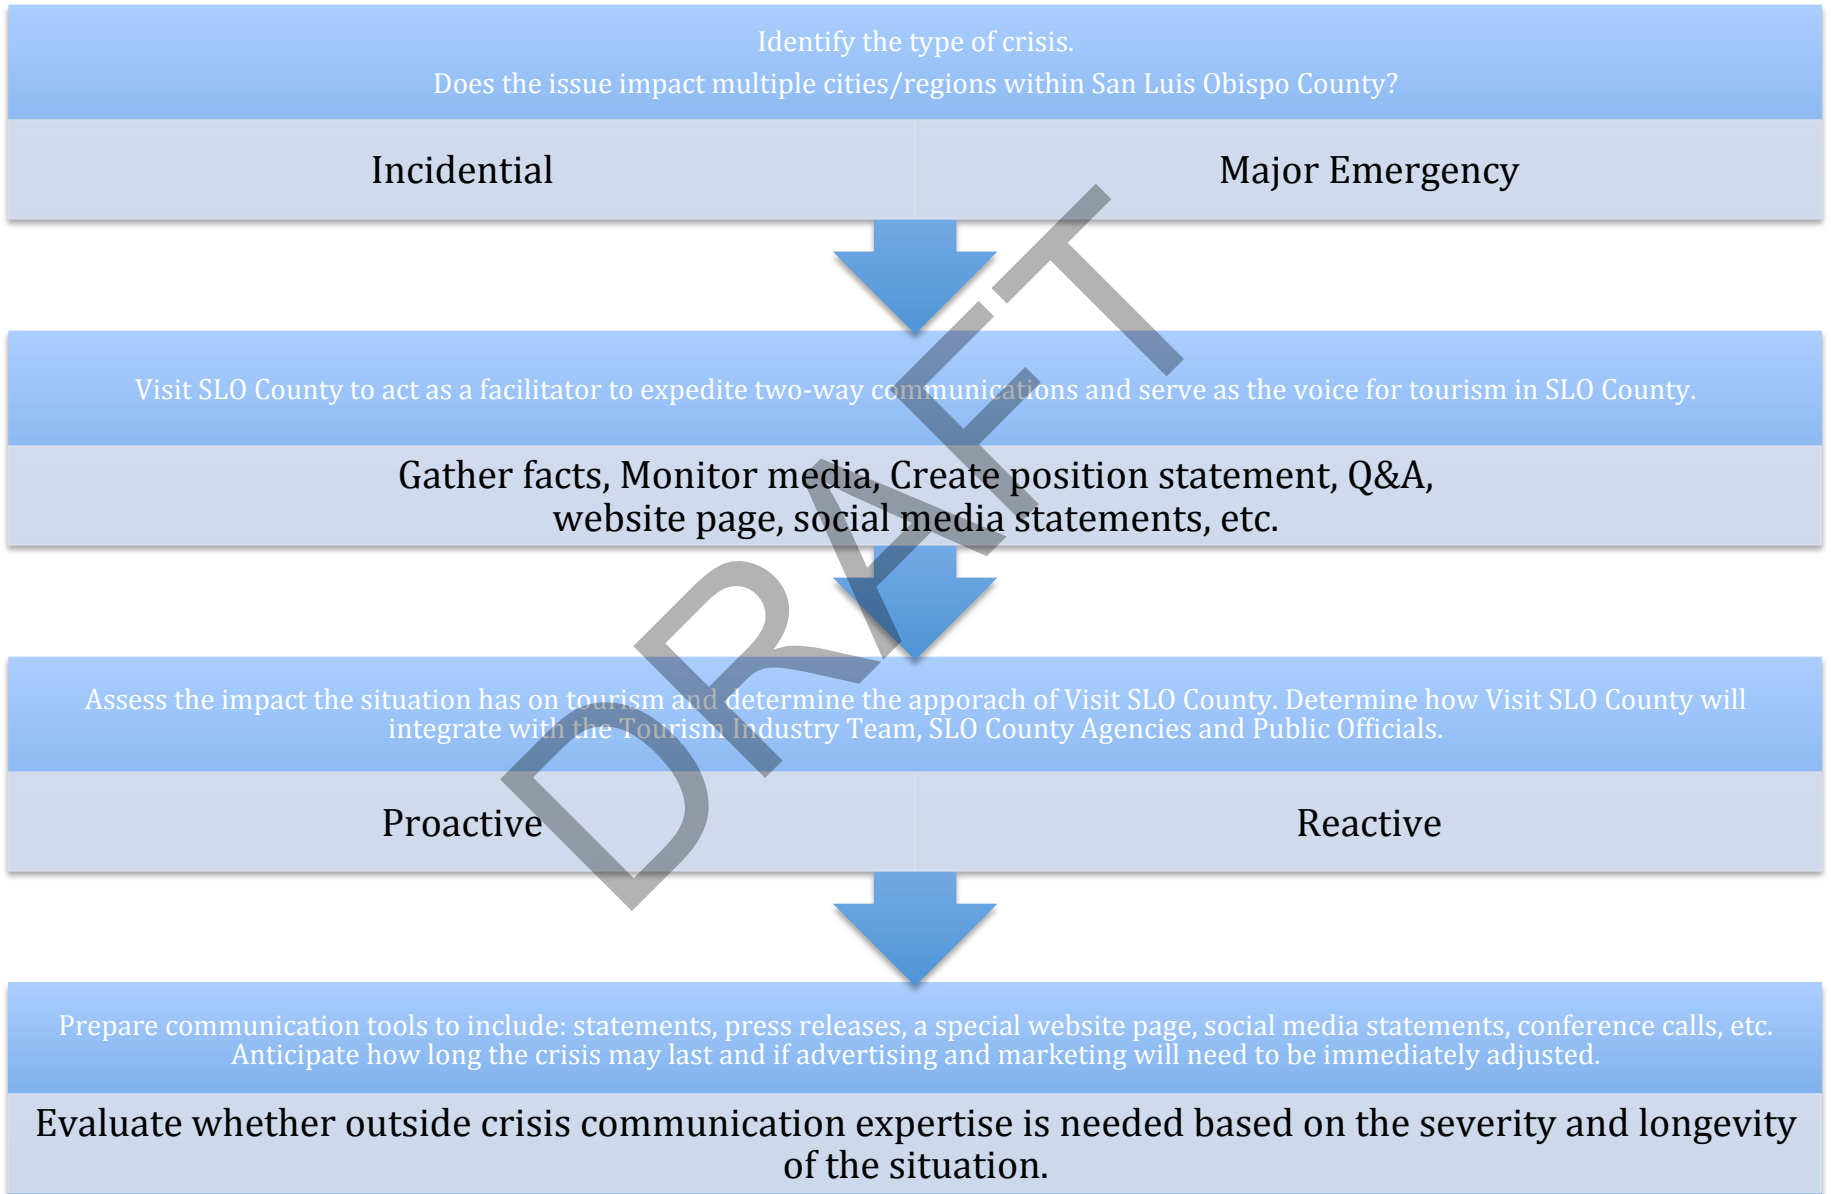 Identify the type of crisis.
Does the issue impact multiple cities/regions within San Luis Obispo County?
Incidential
Major Emergency
Visit SLO County to act as a facilitator to expedite two-way communications and serve as the voice for tourism in SLO County.
Gather facts, Monitor media, Create position statement, Q&A,
website page, social media statements, etc.
Assess the impact the situation has on tourism and determine the apporach of Visit SLO County. Determine how Visit SLO County will
integrate with the Tourism Industry Team, SLO County Agencies and Public Officials.
Proactive
Reactive
Prepare communication tools to include: statements, press releases, a special website page, social media statements, conference calls, etc.
Anticipate how long the crisis may last and if advertising and marketing will need to be immediately adjusted.
Evaluate whether outside crisis communication expertise is needed based on the severity and longevity
of the situation.
DRAFT